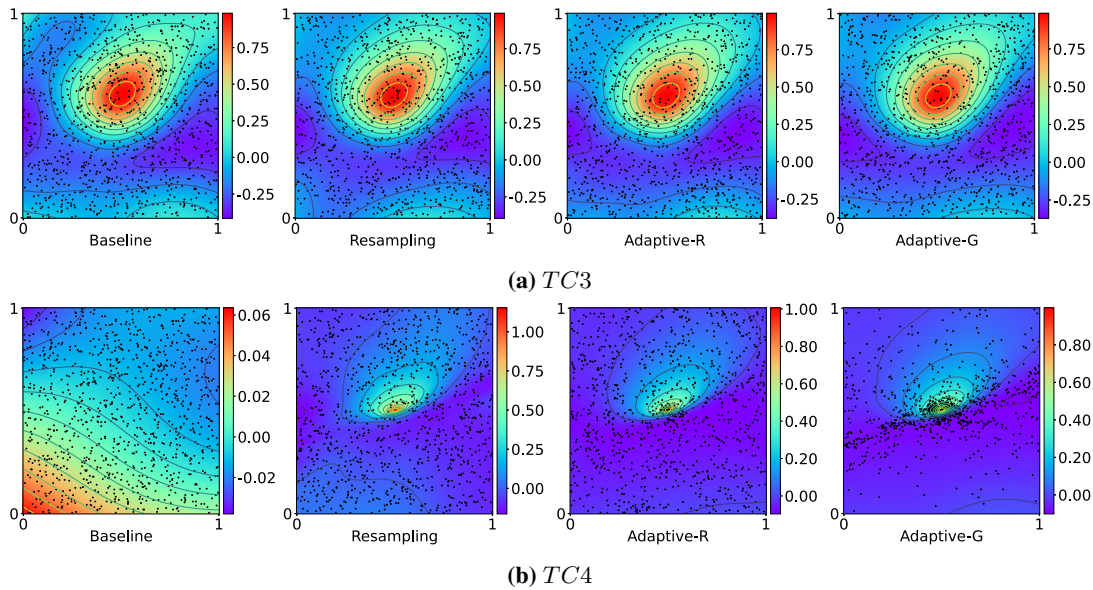 1 0.75 0.50 0.25 0.00 -0.25 0 0 Baseline 1
1 0.75 0.50 0.25 0.00 -0.25 0 0 Resampling 1
1 0.75 0.50 0.25 0.00 -0.25 0 0 Adaptive-R 1
1 0.75 0.50 0.25 0.00 -0.25 0 0 Adaptive-G 1
(a) TC3
1 0.06 0.04 0.02 0.00 -0.02 0 0 Baseline 1
1 1.00 0.80 0.60 0.40 0.20 0.00 0 0 Resampling 1
1 1.00 0.80 0.60 0.40 0.20 0.00 0 0 Adaptive-R 1
1 0.80 0.60 0.40 0.20 0.00 0 0 Adaptive-G 1
(b) TC4